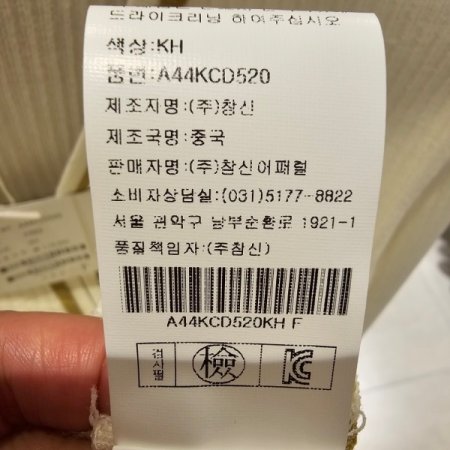 드라이크리닝 하여주십시오
색상:KH
품번:A44KCD520
제조자명:(주)창신
제조국명:중국
판매자명:(주)참신어패럴
소비자상담실:(031)5177-8822
서울 관악구 남부순환로 1921-1
품질책임자:(주참신)
A44KCD520KH F
검사필
檢
KC